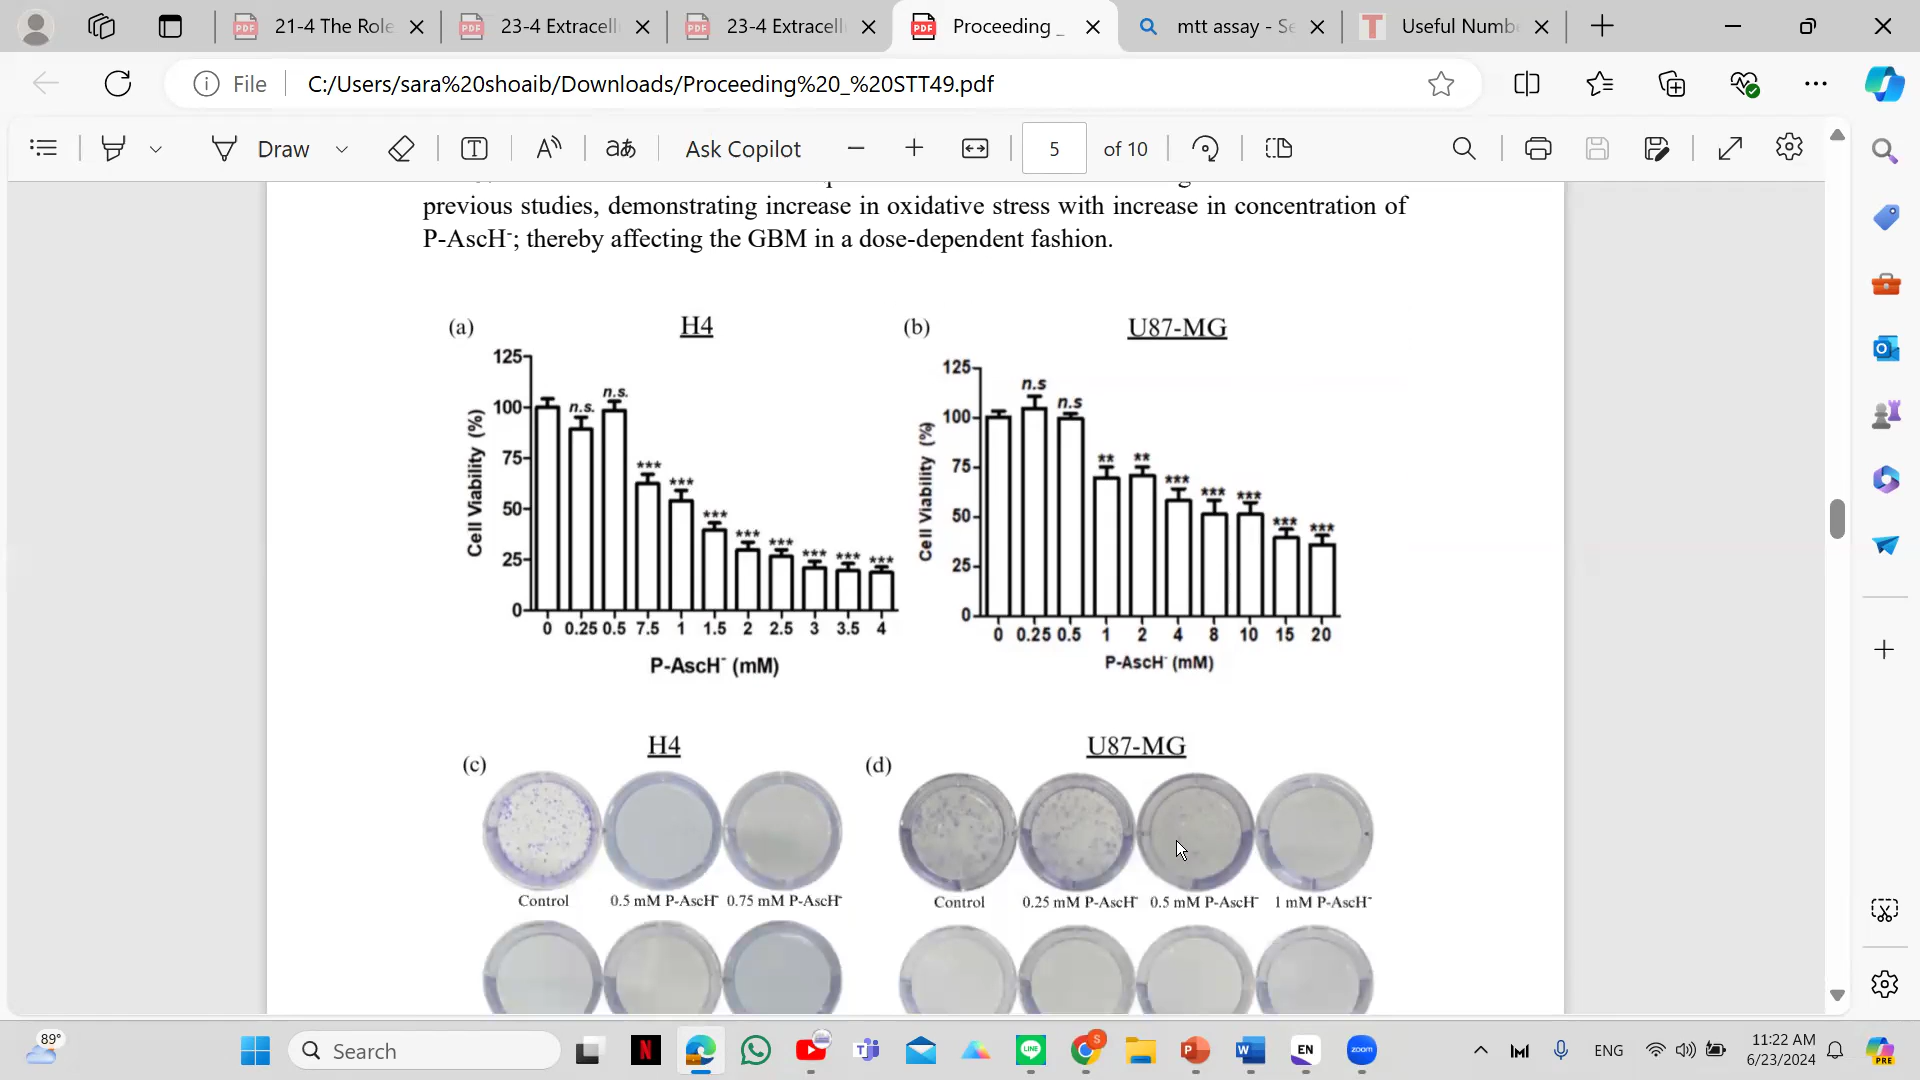 21-4 The Role
23-4 Extracell
23-4 Extracell
Proceeding _
mtt assay - Se
Useful Numb
File
C:/Users/sara%20shoaib/Downloads/Proceeding%20_%20STT49.pdf
Draw
aあ
Ask Copilot
5
of 10
previous studies, demonstrating increase in oxidative stress with increase in concentration of
P-AscH-; thereby affecting the GBM in a dose-dependent fashion.
(a)
H4
(b)
U87-MG
Cell Viability (%)
125
100
75
50
25
0
n.s.
n.s.
***
***
***
***
***
***
***
***
0 0.25 0.5 7.5 1 1.5 2 2.5 3 3.5 4
P-AscH- (mM)
Cell Viability (%)
125
100
75
50
25
0
n.s
n.s
**
**
***
***
***
***
***
0 0.25 0.5 1 2 4 8 10 15 20
P-AscH- (mM)
(c)
H4
(d)
U87-MG
Control 0.5 mM P-AscH- 0.75 mM P-AscH-
Control 0.25 mM P-AscH- 0.5 mM P-AscH- 1 mM P-AscH-
89°
Search
ENG
11:22 AM
6/23/2024
EN
zoom
LINE
PRE